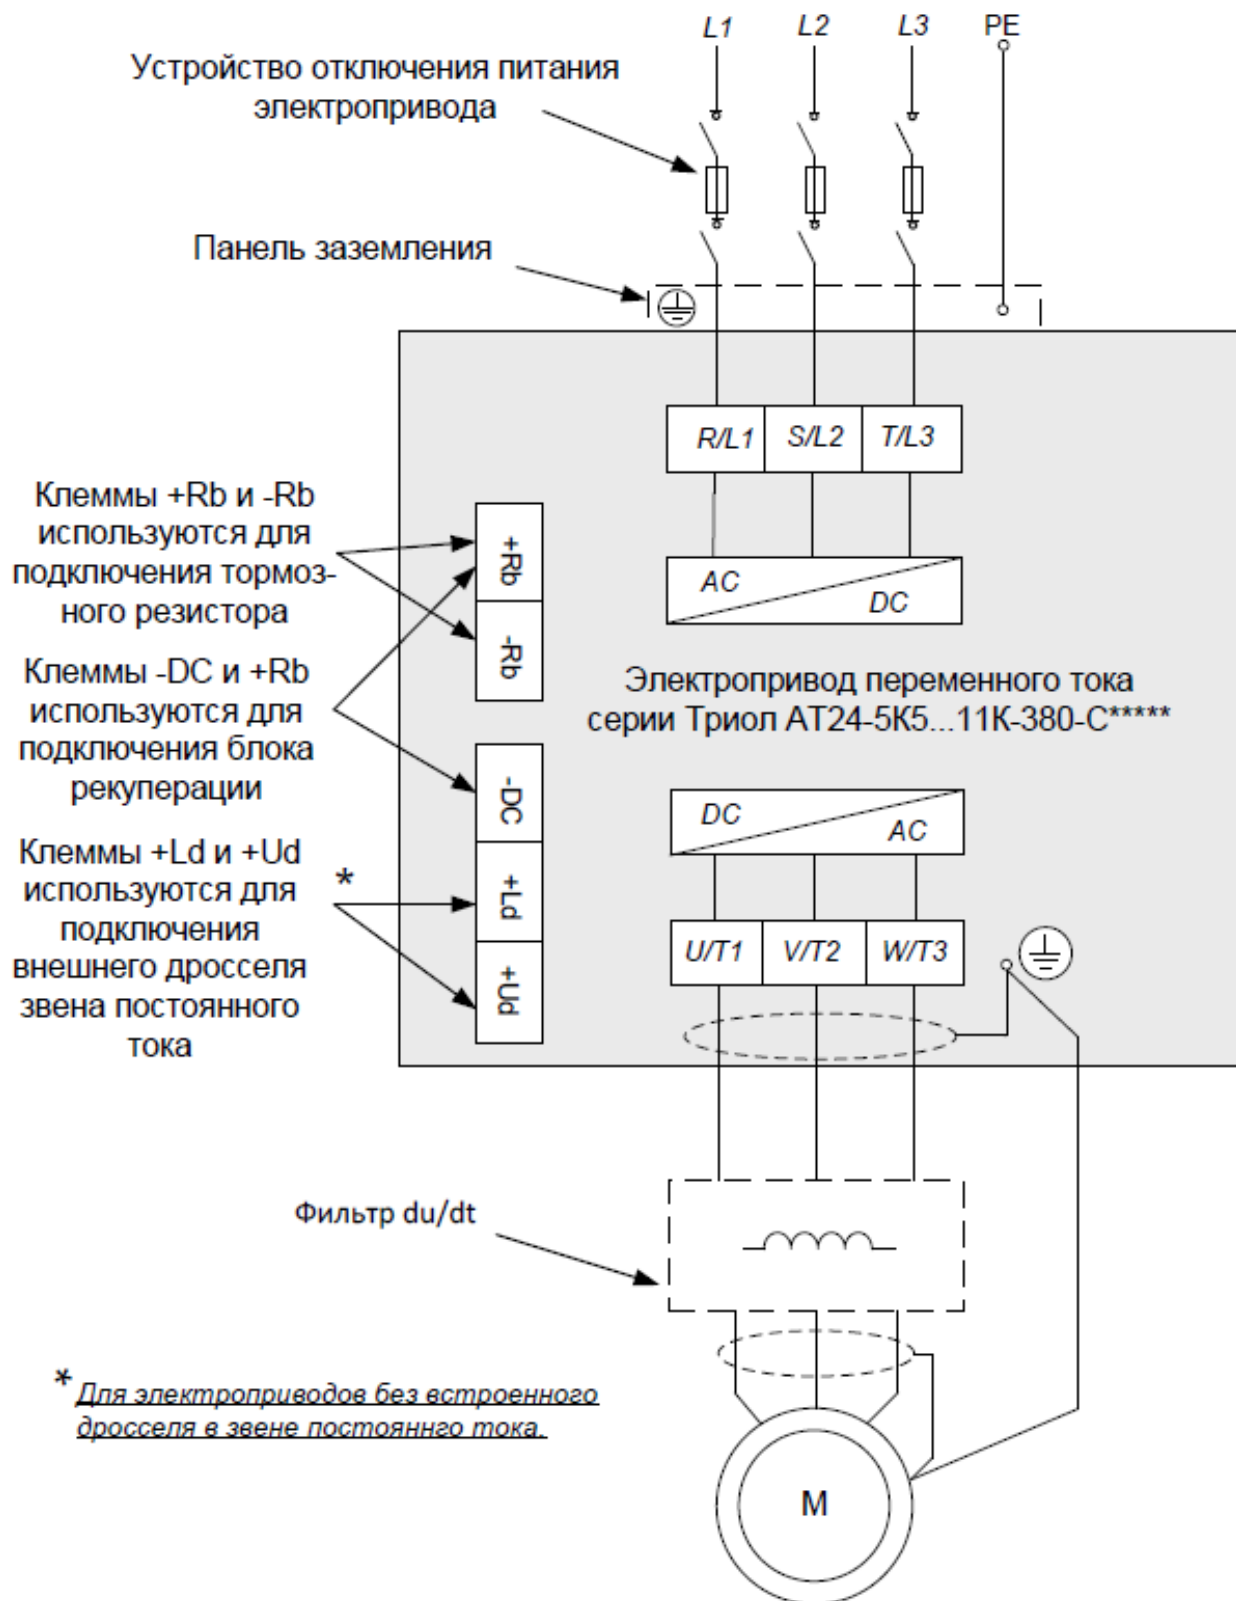 L1 L2 L3 PE
Устройство отключения питания
электропривода
Панель заземления
R/L1 S/L2 T/L3
Клеммы +Rb и -Rb
используются для
подключения тормоз-
ного резистора
+Rb
-Rb
AC
DC
Клеммы -DC и +Rb
используются для
подключения блока
рекуперации
Электропривод переменного тока
серии Триол АТ24-5К5...11К-380-С*****
-DC
+Ld
+Ud
DC
AC
Клеммы +Ld и +Ud
используются для
подключения
внешнего дросселя
звена постоянного
тока
*
U/T1 V/T2 W/T3
Фильтр du/dt
* Для электроприводов без встроенного
дросселя в звене постояннго тока.
M